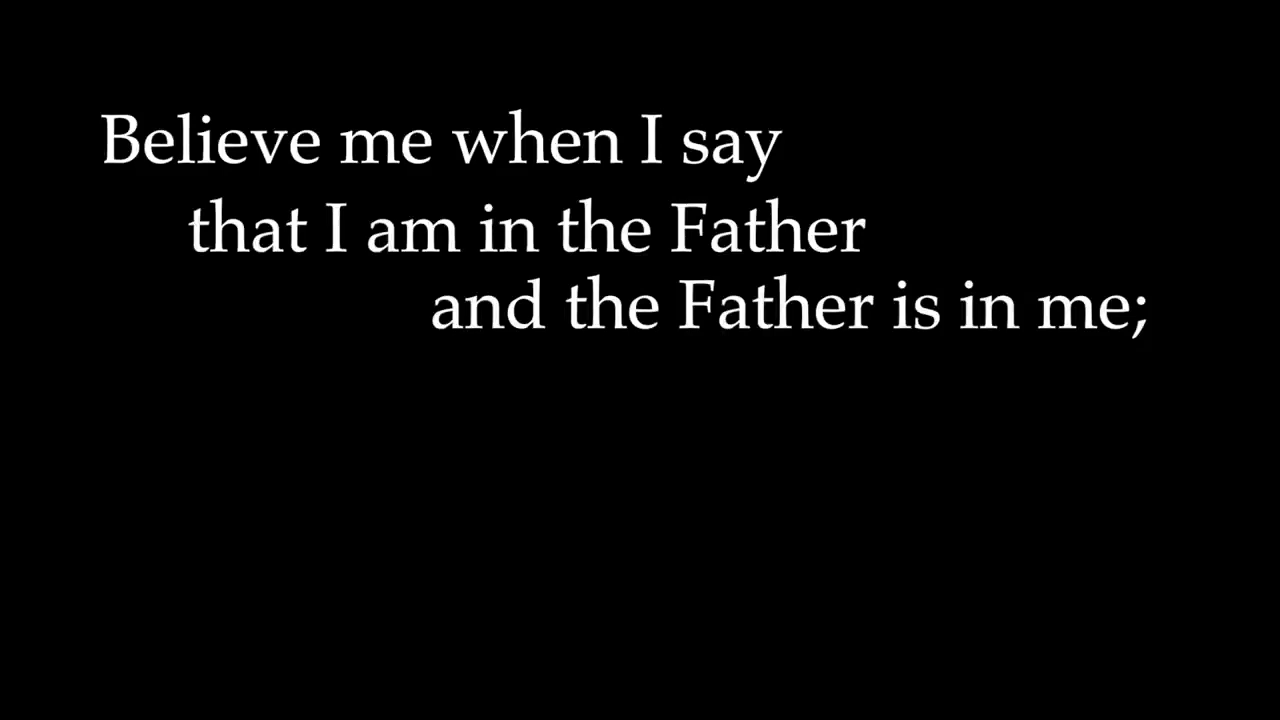 Believe me when I say
that I am in the Father
and the Father is in me;